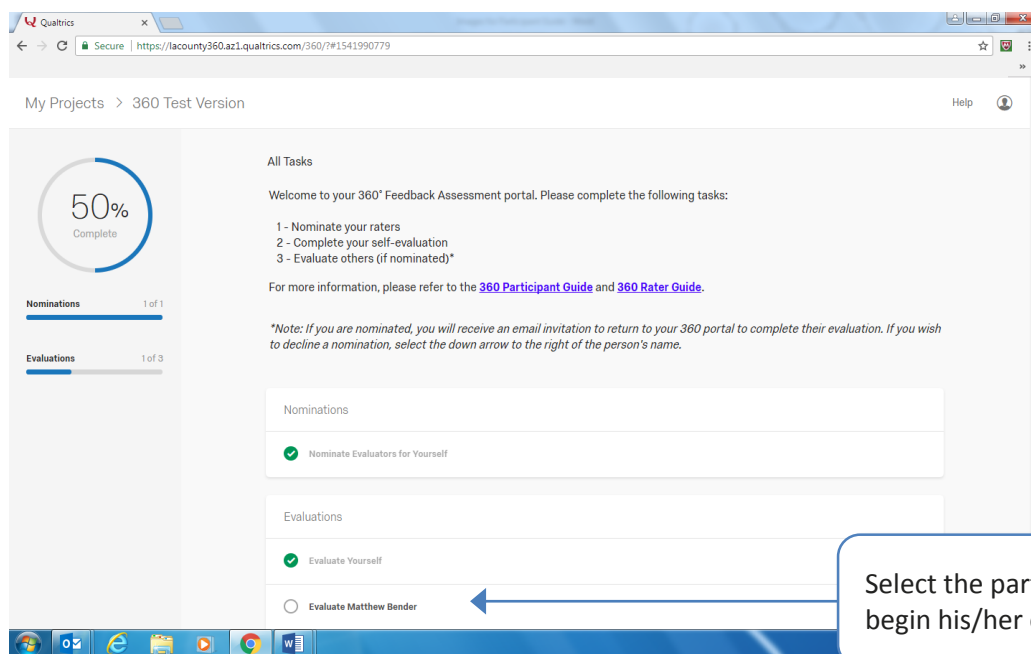 Qualtrics
Secure | https://lacounty360.az1.qualtrics.com/360/?#1541990779
My Projects > 360 Test Version
Help
50%
Complete
Nominations 1 of 1
Evaluations 1 of 3
All Tasks
Welcome to your 360° Feedback Assessment portal. Please complete the following tasks:
1 - Nominate your raters
2 - Complete your self-evaluation
3 - Evaluate others (if nominated)*
For more information, please refer to the 360 Participant Guide and 360 Rater Guide.
*Note: If you are nominated, you will receive an email invitation to return to your 360 portal to complete their evaluation. If you wish
to decline a nomination, select the down arrow to the right of the person's name.
Nominations
Nominate Evaluators for Yourself
Evaluations
Evaluate Yourself
Evaluate Matthew Bender
Select the par
begin his/her